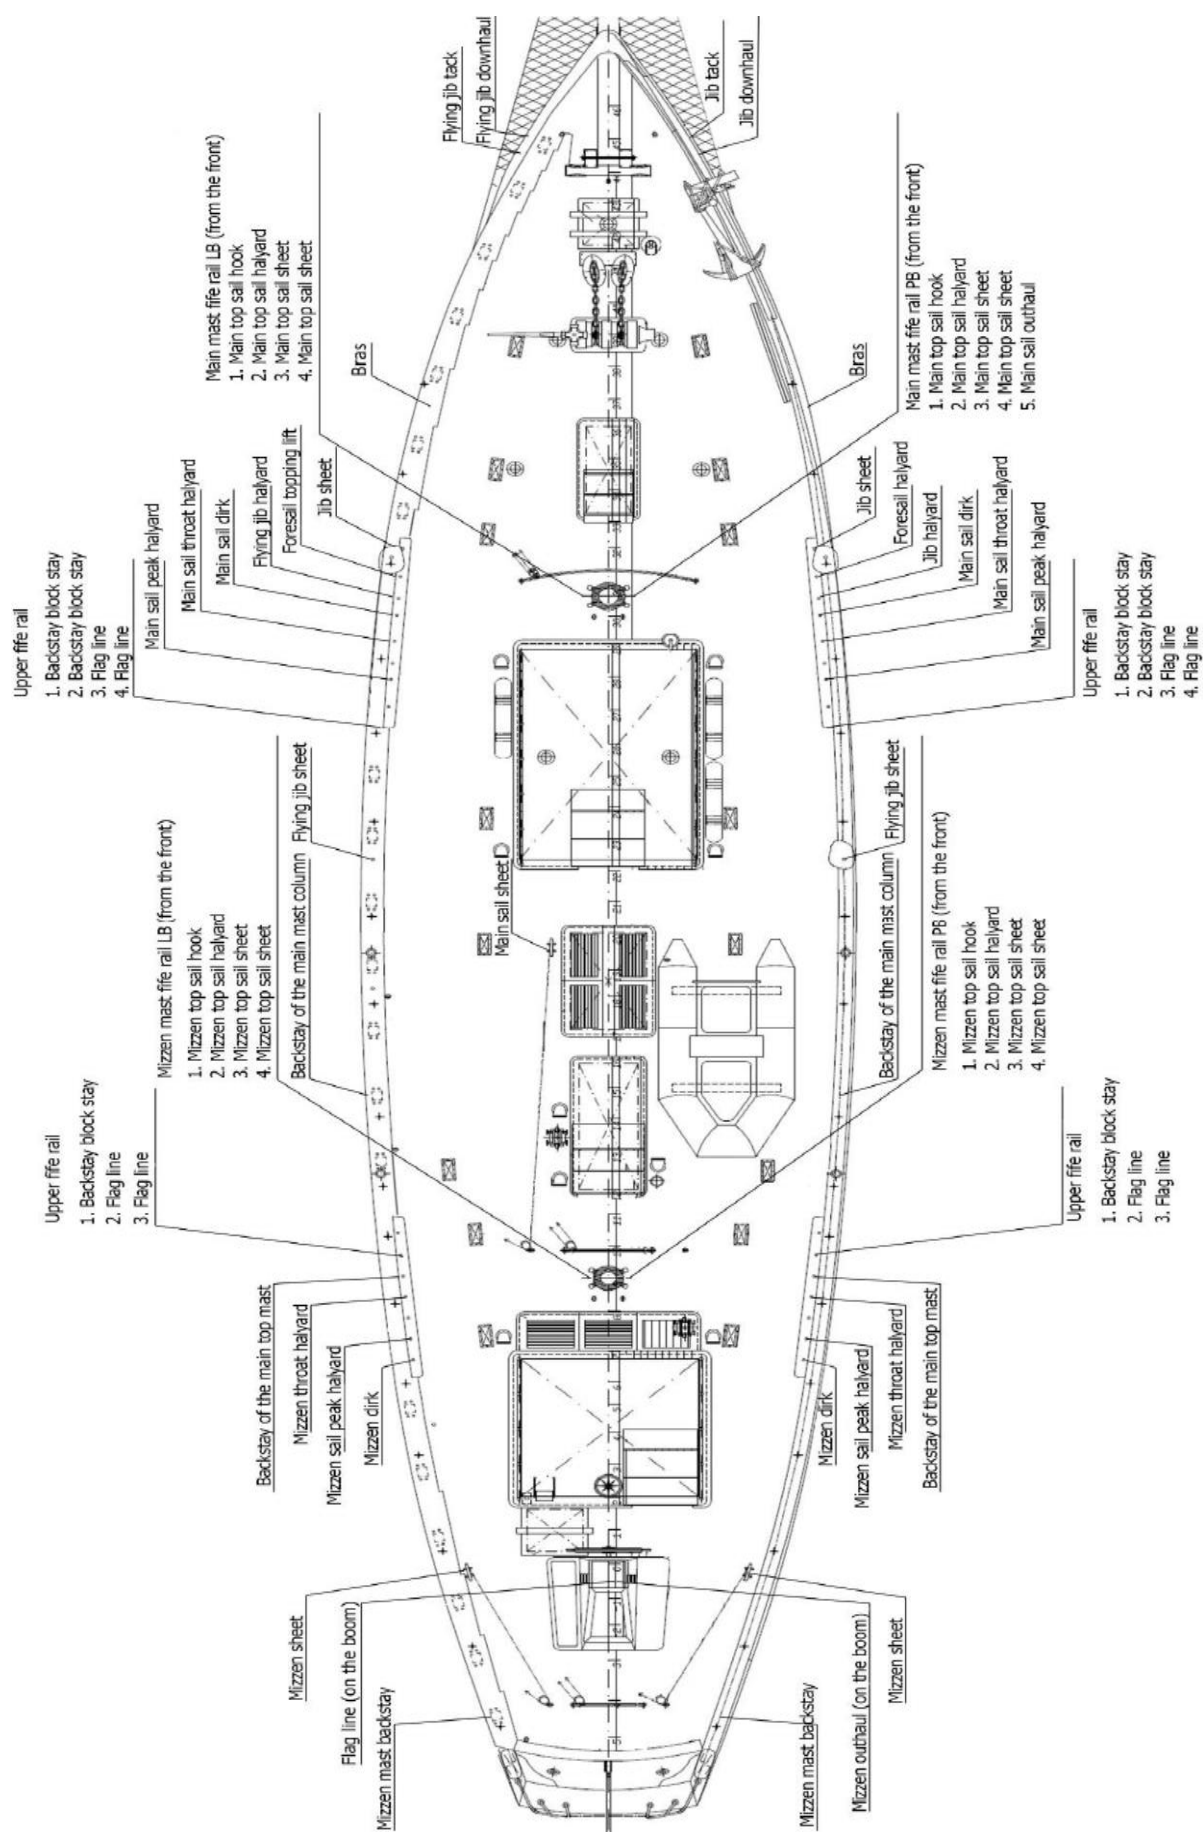 Flying jib tack
Flying jib downhaul
Jib tack
Jib downhaul
Main mast fife rail LB (from the front)
1. Main top sail hook
2. Main top sail halyard
3. Main top sail sheet
4. Main top sail sheet
Bras
Main mast fife rail PB (from the front)
1. Main top sail hook
2. Main top sail halyard
3. Main top sail sheet
4. Main top sail sheet
5. Main sail outhaul
Bras
Upper fife rail
1. Backstay block stay
2. Backstay block stay
3. Flag line
4. Flag line
Main sail peak halyard
Main sail throat halyard
Main sail dirk
Flying jib halyard
Foresail topping lift
Jib sheet
Jib sheet
Foresail halyard
Jib halyard
Main sail dirk
Main sail throat halyard
Main sail peak halyard
Upper fife rail
1. Backstay block stay
2. Backstay block stay
3. Flag line
4. Flag line
Mizzen mast fife rail LB (from the front)
1. Mizzen top sail hook
2. Mizzen top sail halyard
3. Mizzen top sail sheet
4. Mizzen top sail sheet
Backstay of the main mast column
Flying jib sheet
Main sail sheet
Backstay of the main mast column
Flying jib sheet
Mizzen mast fife rail PB (from the front)
1. Mizzen top sail hook
2. Mizzen top sail halyard
3. Mizzen top sail sheet
4. Mizzen top sail sheet
Upper fife rail
1. Backstay block stay
2. Flag line
3. Flag line
Upper fife rail
1. Backstay block stay
2. Flag line
3. Flag line
Backstay of the main top mast
Mizzen throat halyard
Mizzen sail peak halyard
Mizzen dirk
Mizzen dirk
Mizzen sail peak halyard
Mizzen throat halyard
Backstay of the main top mast
Mizzen sheet
Flag line (on the boom)
Mizzen mast backstay
Mizzen mast backstay
Mizzen outhaul (on the boom)
Mizzen sheet